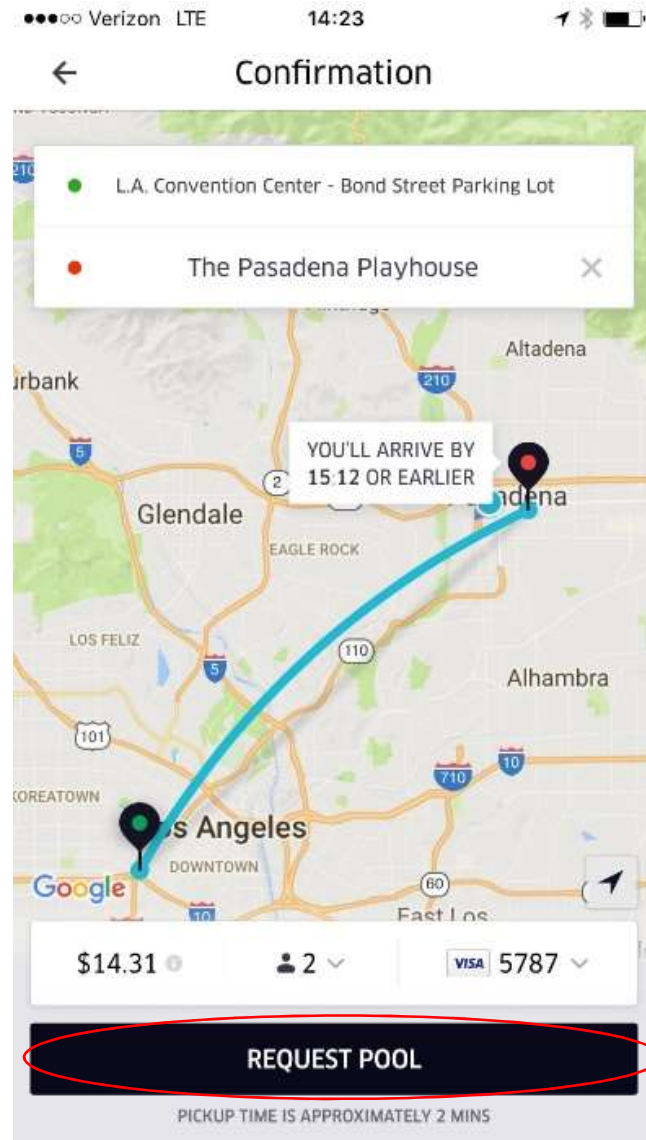 Verizon LTE 14:23
Confirmation
210
L.A. Convention Center - Bond Street Parking Lot
The Pasadena Playhouse
Altadena
210
urbank
5
YOU'LL ARRIVE BY
15:12 OR EARLIER
2
dena
Glendale
EAGLE ROCK
LOS FELIZ
110
5
Alhambra
101
10
710
KOREATOWN
os Angeles
DOWNTOWN
Google
60
10
East Los
$14.31
2
VISA 5787
REQUEST POOL
PICKUP TIME IS APPROXIMATELY 2 MINS